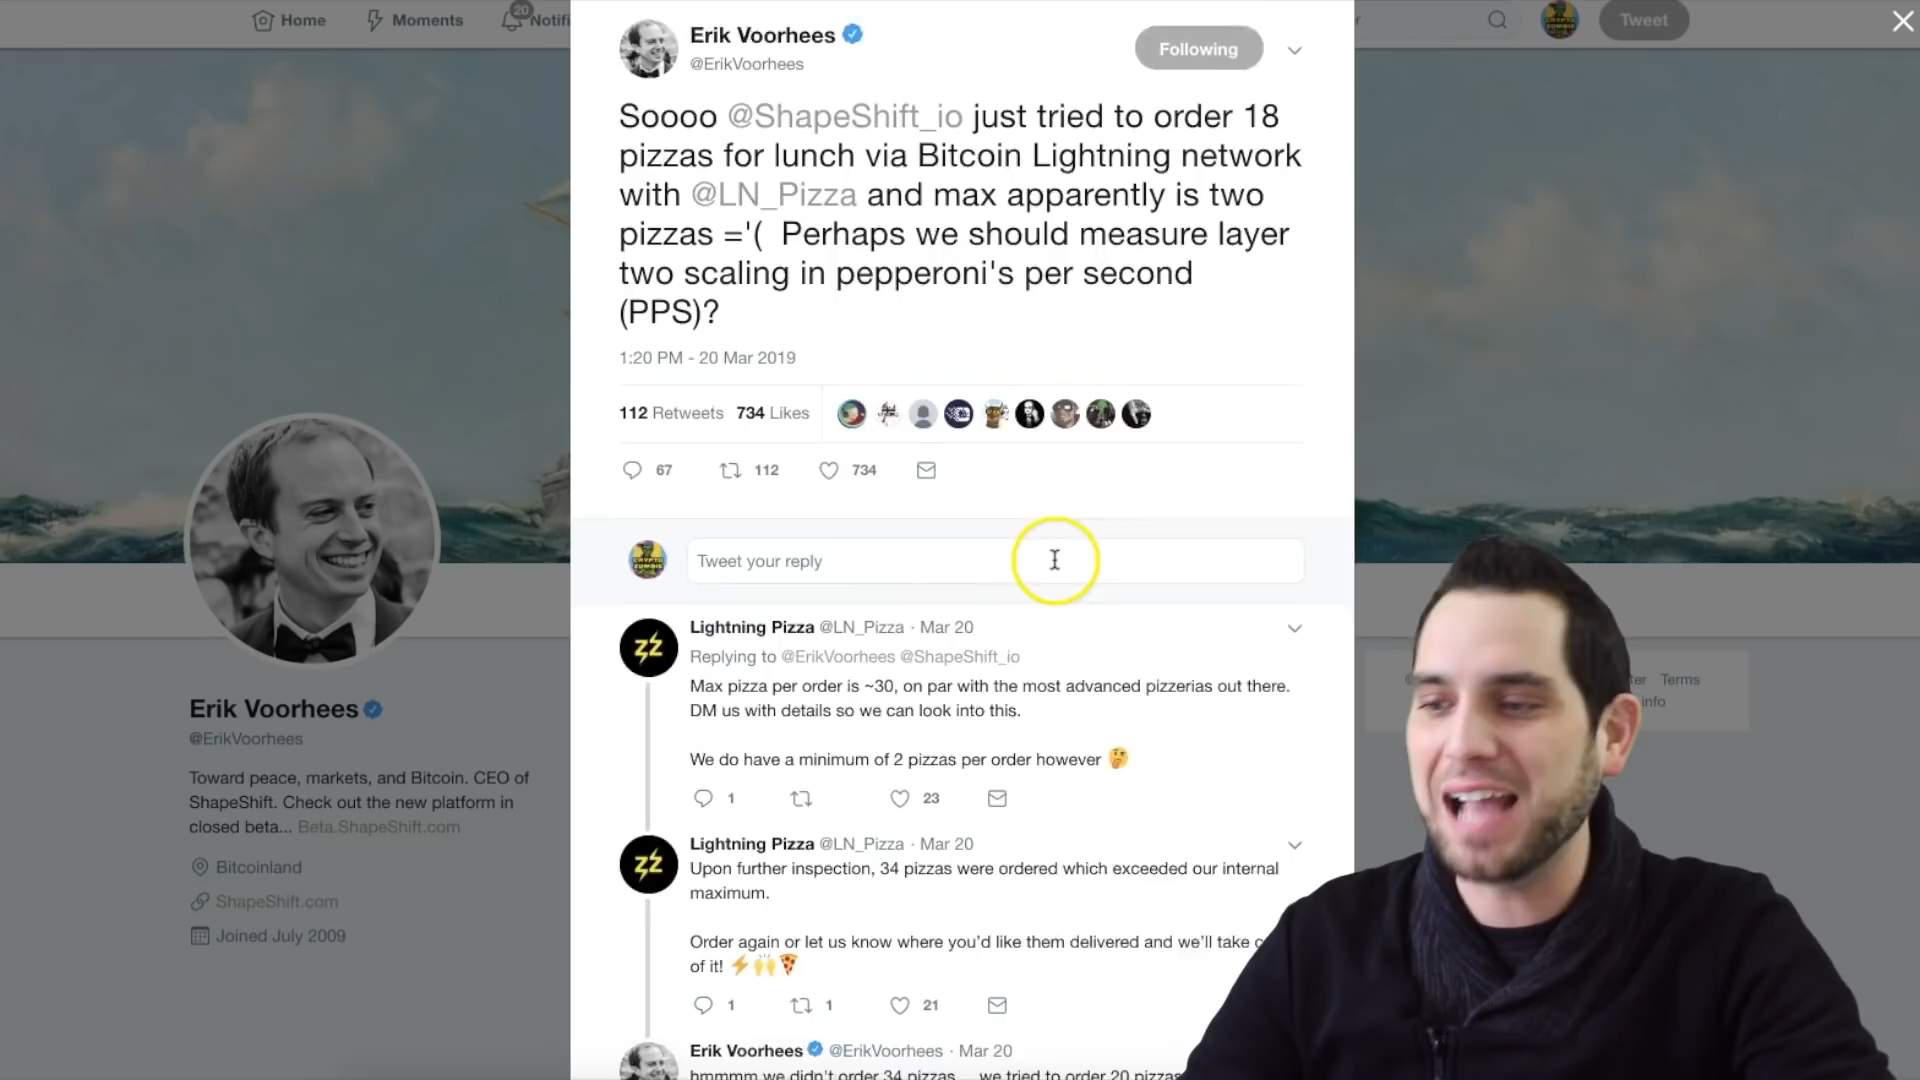 Home
Moments
20
Notifi
Tweet
Erik Voorhees
@ErikVoorhees
Following
Soooo @ShapeShift_io just tried to order 18
pizzas for lunch via Bitcoin Lightning network
with @LN_Pizza and max apparently is two
pizzas ='( Perhaps we should measure layer
two scaling in pepperoni's per second
(PPS)?
1:20 PM - 20 Mar 2019
112 Retweets 734 Likes
67 112 734
CRYPTO
ZOMBIE
Tweet your reply
Lightning Pizza @LN_Pizza · Mar 20
Replying to @ErikVoorhees @ShapeShift_io
Max pizza per order is ~30, on par with the most advanced pizzerias out there.
DM us with details so we can look into this.
We do have a minimum of 2 pizzas per order however 🤔
1 23
Lightning Pizza @LN_Pizza · Mar 20
Upon further inspection, 34 pizzas were ordered which exceeded our internal
maximum.
Order again or let us know where you'd like them delivered and we'll take c
of it! ⚡🙌🍕
1 1 21
Erik Voorhees @ErikVoorhees · Mar 20
hmmmm we didn't order 34 pizzas... we tried to order 20 pizzas
Erik Voorhees
@ErikVoorhees
Toward peace, markets, and Bitcoin. CEO of
ShapeShift. Check out the new platform in
closed beta... Beta.ShapeShift.com
Bitcoinland
ShapeShift.com
Joined July 2009
ter Terms
info